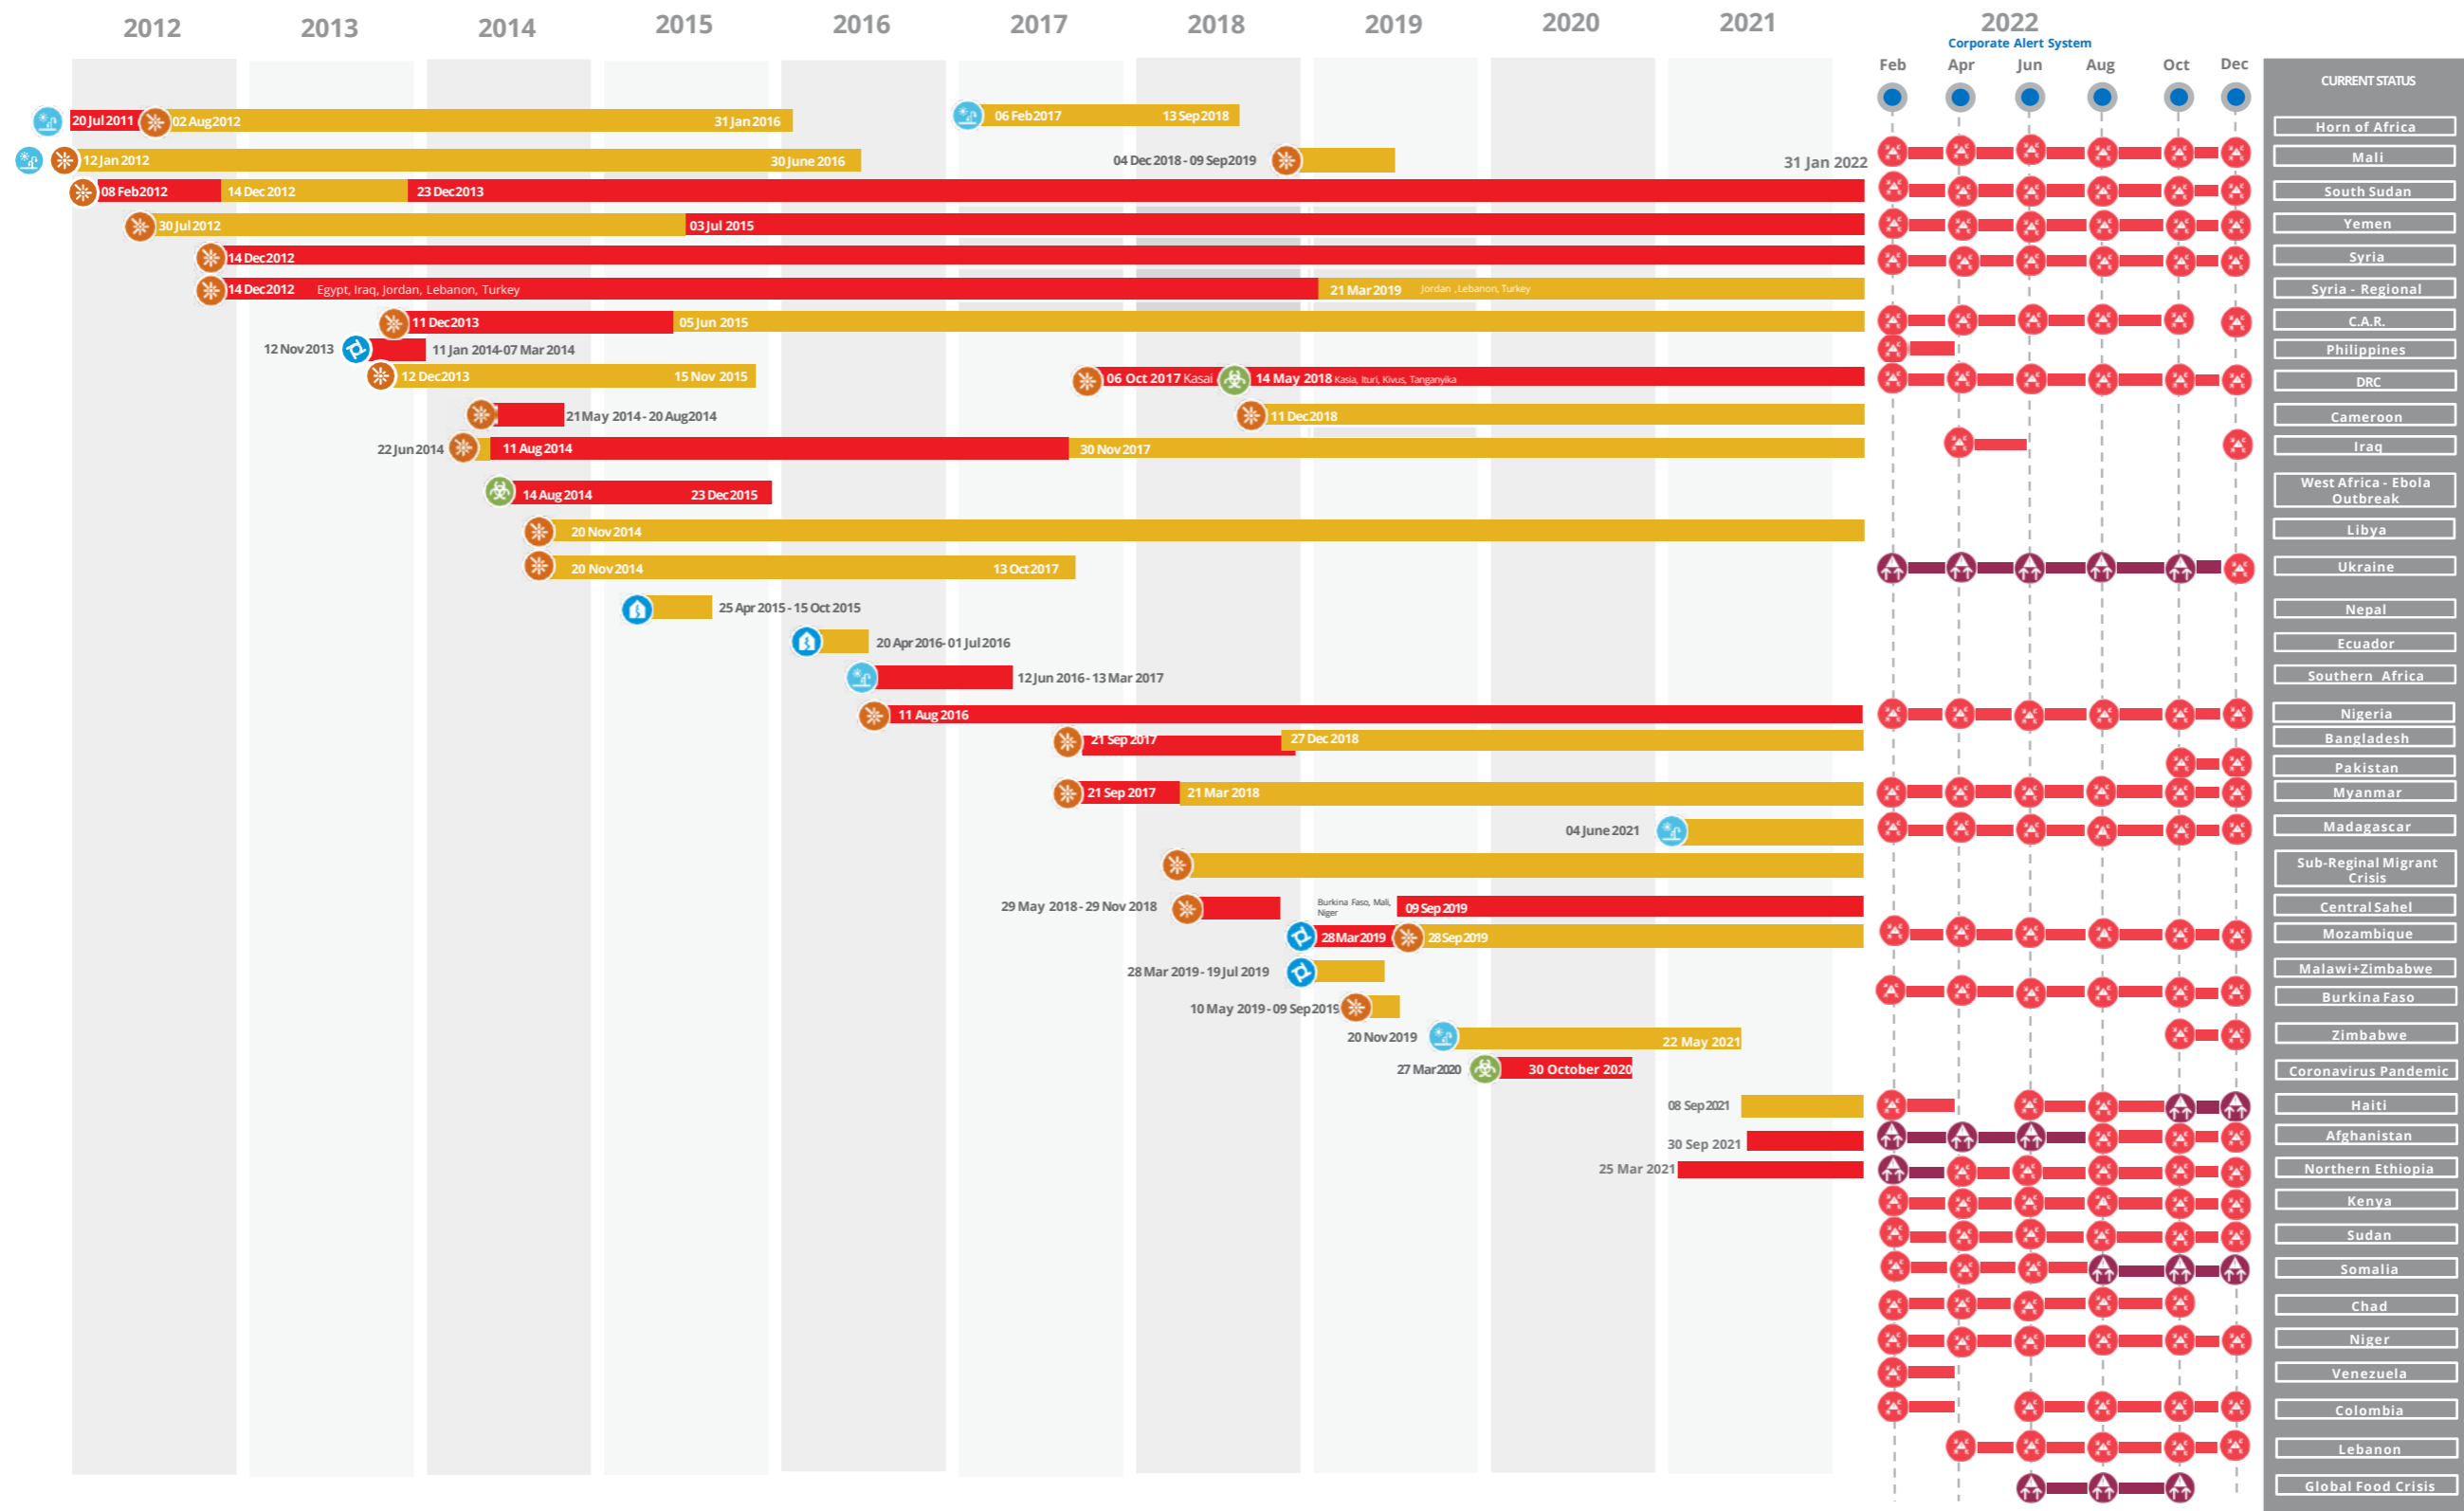 2012 2013 2014 2015 2016 2017 2018 2019 2020 2021 2022
Corporate Alert System
Feb Apr Jun Aug Oct Dec
CURRENT STATUS
20 Jul 2011 02 Aug 2012 31 Jan 2016 06 Feb 2017 13 Sep 2018 Horn of Africa
12 Jan 2012 30 June 2016 04 Dec 2018 - 09 Sep 2019 31 Jan 2022 Mali
08 Feb 2012 14 Dec 2012 23 Dec 2013 South Sudan
30 Jul 2012 03 Jul 2015 Yemen
14 Dec 2012 Syria
14 Dec 2012 Egypt, Iraq, Jordan, Lebanon, Turkey 21 Mar 2019 Jordan ,Lebanon, Turkey Syria - Regional
11 Dec 2013 05 Jun 2015 C.A.R.
12 Nov 2013 11 Jan 2014-07 Mar 2014 Philippines
12 Dec 2013 15 Nov 2015 06 Oct 2017 Kasai 14 May 2018 Kasia, Ituri, Kivus, Tanganyika DRC
21 May 2014 - 20 Aug 2014 11 Dec 2018 Cameroon
22 Jun 2014 11 Aug 2014 30 Nov 2017 Iraq
14 Aug 2014 23 Dec 2015 West Africa - Ebola
Outbreak
20 Nov 2014 Libya
20 Nov 2014 13 Oct 2017 Ukraine
25 Apr 2015 - 15 Oct 2015 Nepal
20 Apr 2016- 01 Jul 2016 Ecuador
12 Jun 2016 - 13 Mar 2017 Southern Africa
11 Aug 2016 Nigeria
21 Sep 2017 27 Dec 2018 Bangladesh
Pakistan
21 Sep 2017 21 Mar 2018 Myanmar
04 June 2021 Madagascar
Sub-Reginal Migrant
Crisis
29 May 2018 - 29 Nov 2018 Burkina Faso, Mali,
Niger
09 Sep 2019 Central Sahel
28 Mar 2019 28 Sep 2019 Mozambique
28 Mar 2019 - 19 Jul 2019 Malawi+Zimbabwe
10 May 2019 - 09 Sep 2019 Burkina Faso
20 Nov 2019 22 May 2021 Zimbabwe
27 Mar 2020 30 October 2020 Coronavirus Pandemic
08 Sep 2021 Haiti
30 Sep 2021 Afghanistan
25 Mar 2021 Northern Ethiopia
Kenya
Sudan
Somalia
Chad
Niger
Venezuela
Colombia
Lebanon
Global Food Crisis